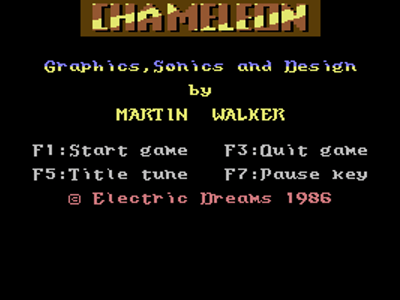 CHAMELEON
Graphics,Sonics and Design
by
MARTIN WALKER
F1:Start game F3:Quit game
F5:Title tune F7:Pause key
© Electric Dreams 1986